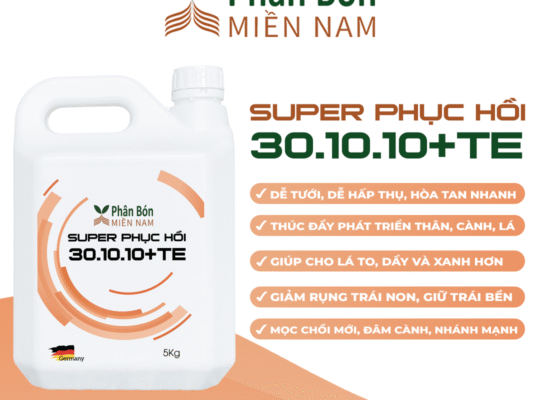 Phân Bón
MIỀN NAM
SUPER PHỤC HỒI
30.10.10+TE
DỄ TƯỚI, DỄ HẤP THỤ, HÒA TAN NHANH
THÚC ĐẨY PHÁT TRIỂN THÂN, CÀNH, LÁ
GIÚP CHO LÁ TO, DẦY VÀ XANH HƠN
GIẢM RỤNG TRÁI NON, GIỮ TRÁI BỀN
MỌC CHỒI MỚI, ĐÂM CÀNH, NHÁNH MẠNH
Phân Bón
MIỀN NAM
SUPER PHỤC HỒI
30.10.10+TE
Germany
5Kg